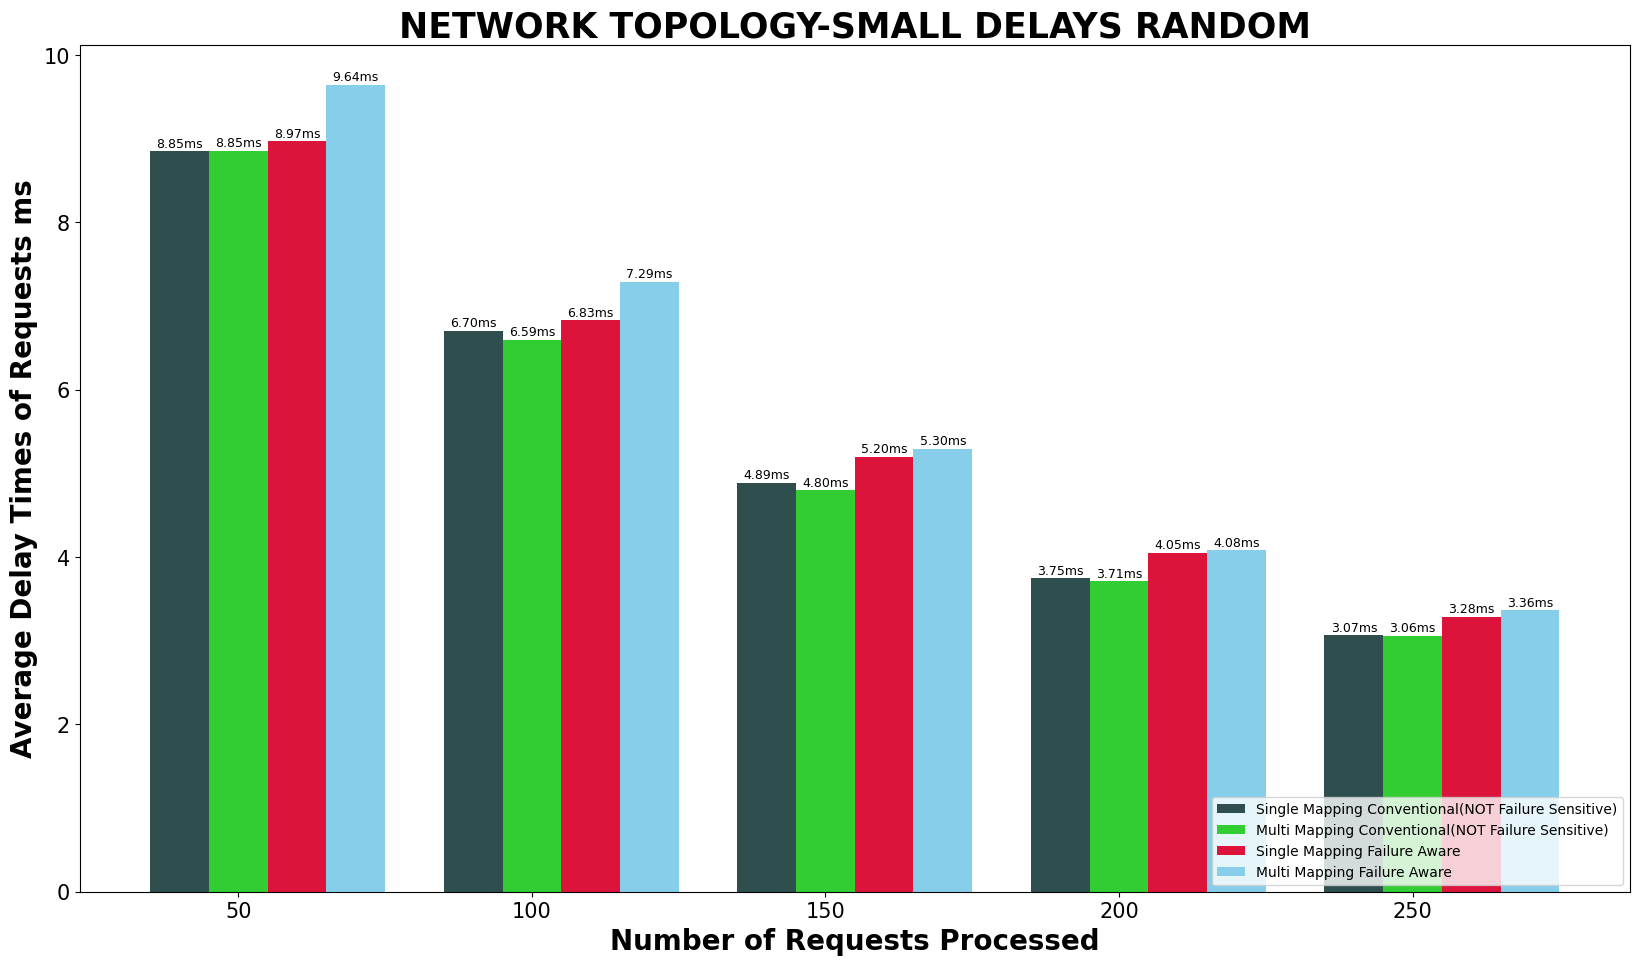 NETWORK TOPOLOGY-SMALL DELAYS RANDOM
Average Delay Times of Requests ms
10
8
6
4
2
0
8.85ms
8.85ms
8.97ms
9.64ms
6.70ms
6.59ms
6.83ms
7.29ms
4.89ms
4.80ms
5.20ms
5.30ms
3.75ms
3.71ms
4.05ms
4.08ms
3.07ms
3.06ms
3.28ms
3.36ms
Single Mapping Conventional(NOT Failure Sensitive)
Multi Mapping Conventional(NOT Failure Sensitive)
Single Mapping Failure Aware
Multi Mapping Failure Aware
50
100
150
200
250
Number of Requests Processed